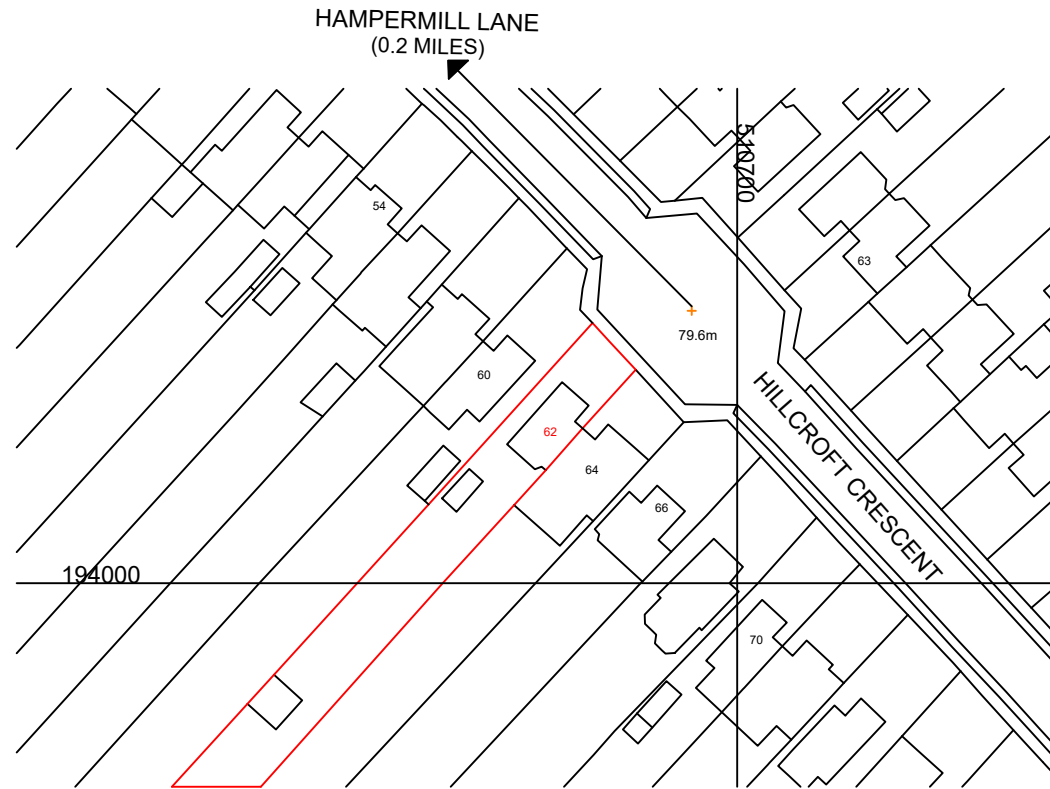 HAMPERMILL LANE
(0.2 MILES)
510700
54
63
79.6m
60
HILLCROFT CRESCENT
62
64
66
194000
70